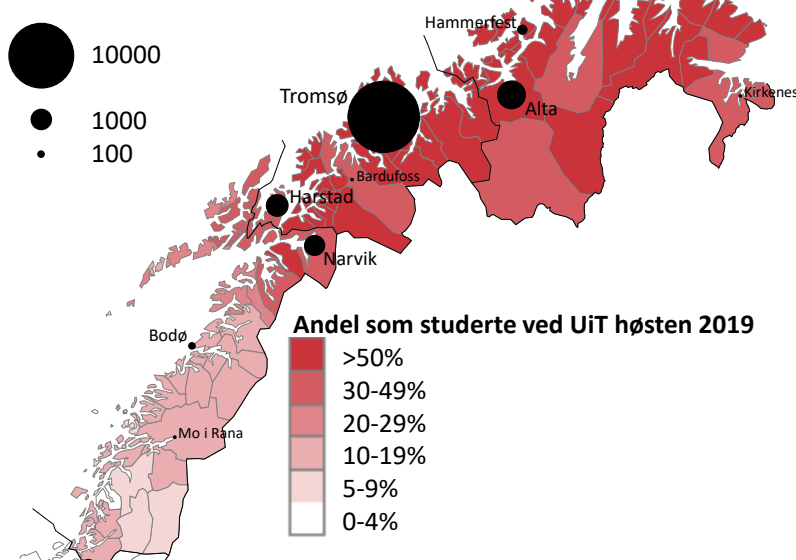 Hammerfest
10000
Tromsø
Kirkenes
Alta
1000
100
Bardufoss
Harstad
Narvik
Andel som studerte ved UiT høsten 2019
Bodø
>50%
30-49%
20-29%
Mo i Rana
10-19%
5-9%
0-4%